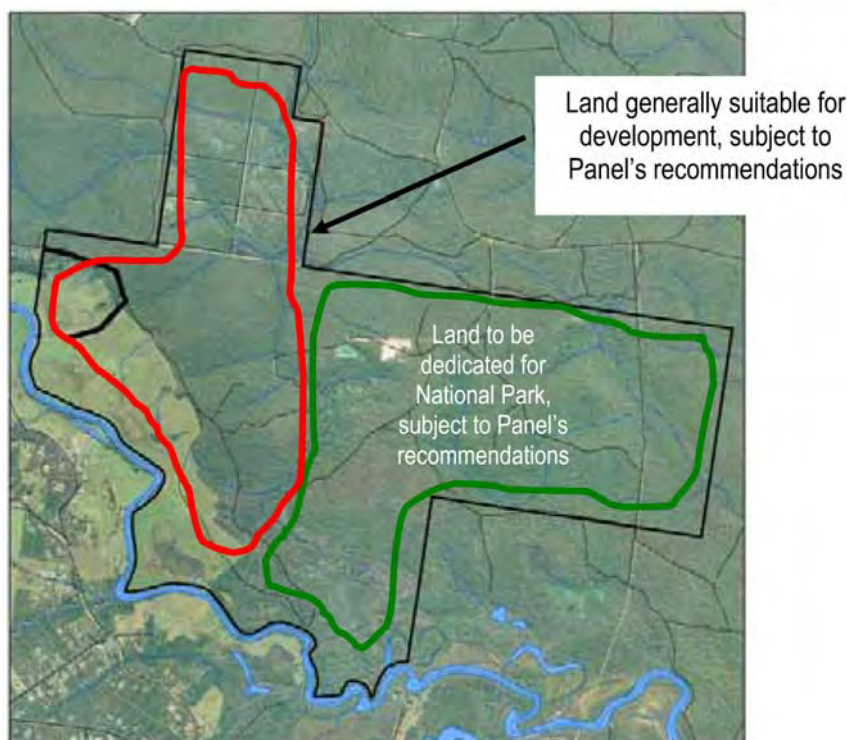 Land generally suitable for
development, subject to
Panel's recommendations
Land to be
dedicated for
National Park,
subject to Panel's
recommendations